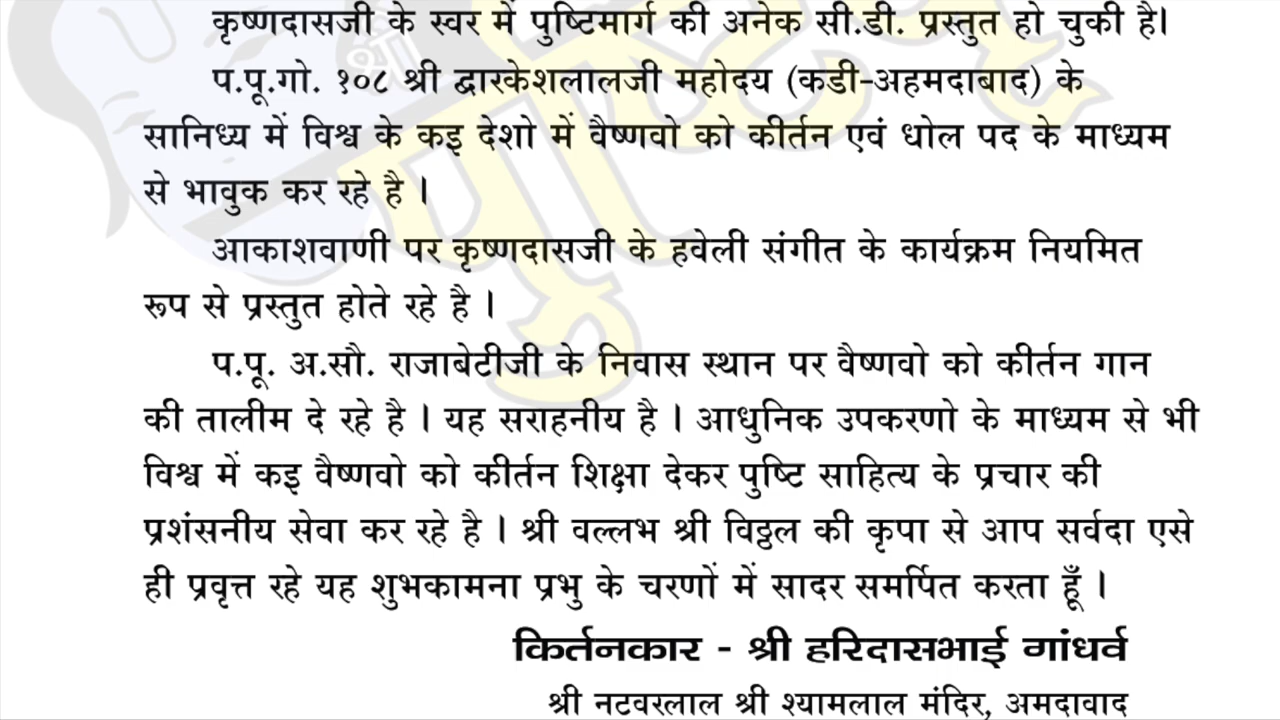 कृष्णदासजी के स्वर में पुष्टिमार्ग की अनेक सी.डी. प्रस्तुत हो चुकी है।
प.पू.गो. १०८ श्री द्वारकेशलालजी महोदय (कडी-अहमदाबाद) के
सानिध्य में विश्व के कइ देशो में वैष्णवो को कीर्तन एवं धोल पद के माध्यम
से भावुक कर रहे है ।
आकाशवाणी पर कृष्णदासजी के हवेली संगीत के कार्यक्रम नियमित
रूप से प्रस्तुत होते रहे है ।
प.पू. अ.सौ. राजाबेटीजी के निवास स्थान पर वैष्णवो को कीर्तन गान
की तालीम दे रहे है । यह सराहनीय है । आधुनिक उपकरणो के माध्यम से भी
विश्व में कइ वैष्णवो को कीर्तन शिक्षा देकर पुष्टि साहित्य के प्रचार की
प्रशंसनीय सेवा कर रहे है । श्री वल्लभ श्री विठ्ठल की कृपा से आप सर्वदा एसे
ही प्रवृत्त रहे यह शुभकामना प्रभु के चरणों में सादर समर्पित करता हूँ ।
किर्तनकार - श्री हरिदासभाई गांधर्व
श्री नटवरलाल श्री श्यामलाल मंदिर, अमदावाद